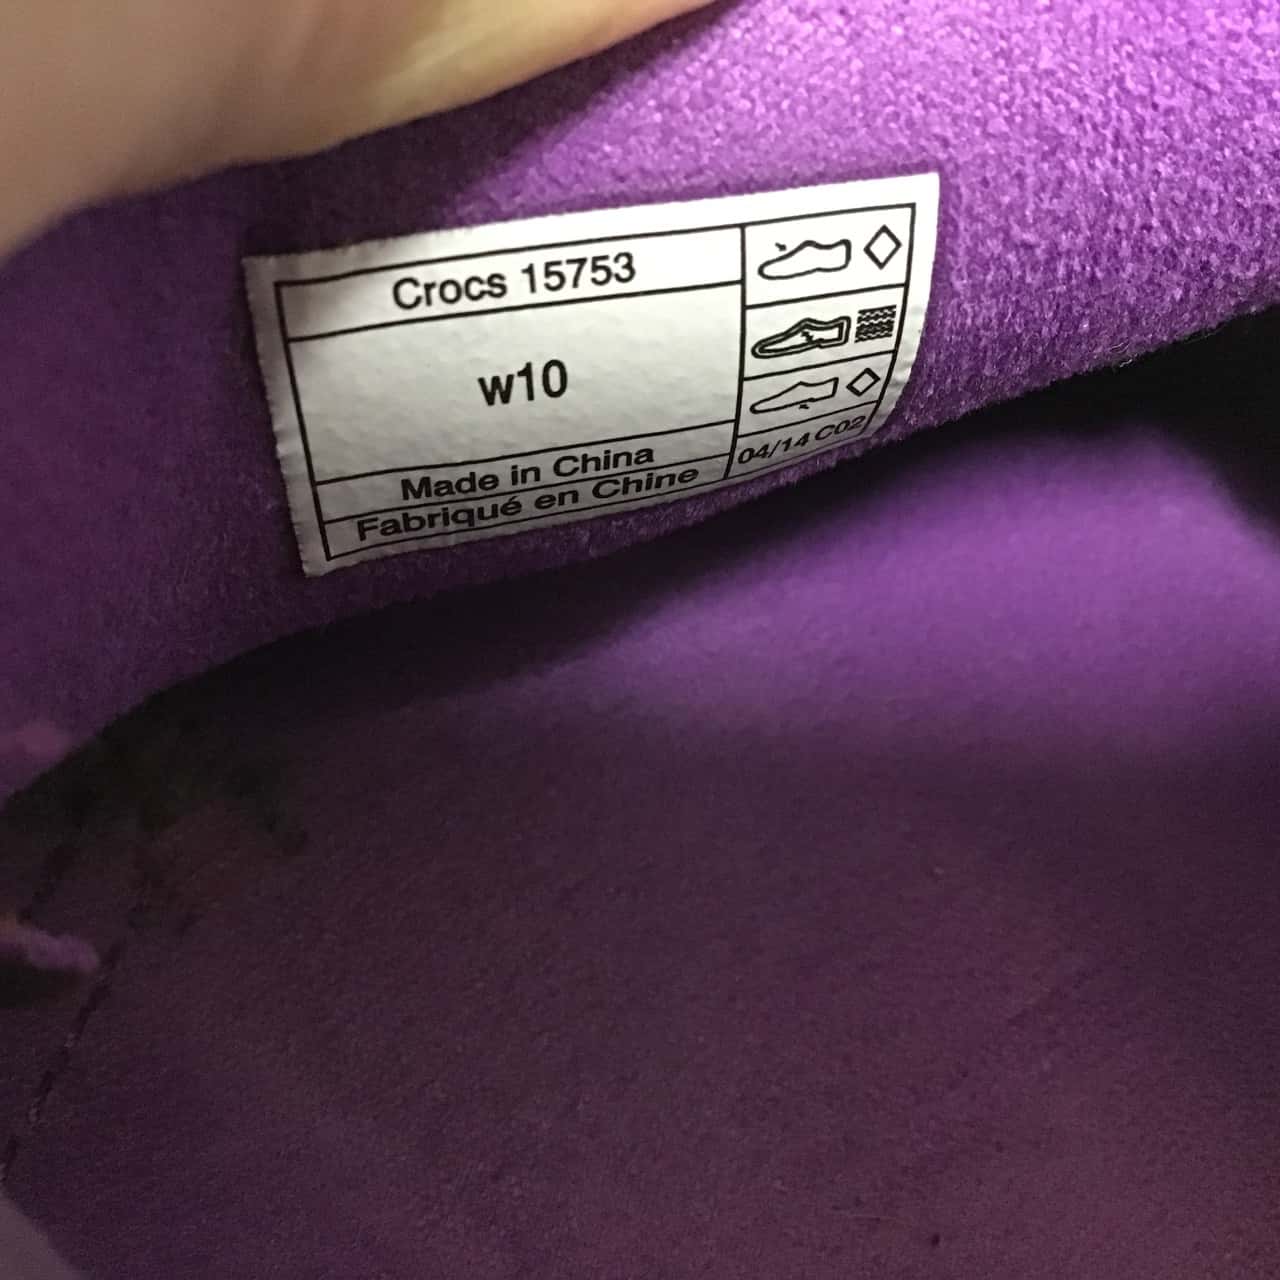 Crocs 15753
w10
Made in China
Fabriqué en Chine
04/14 C02